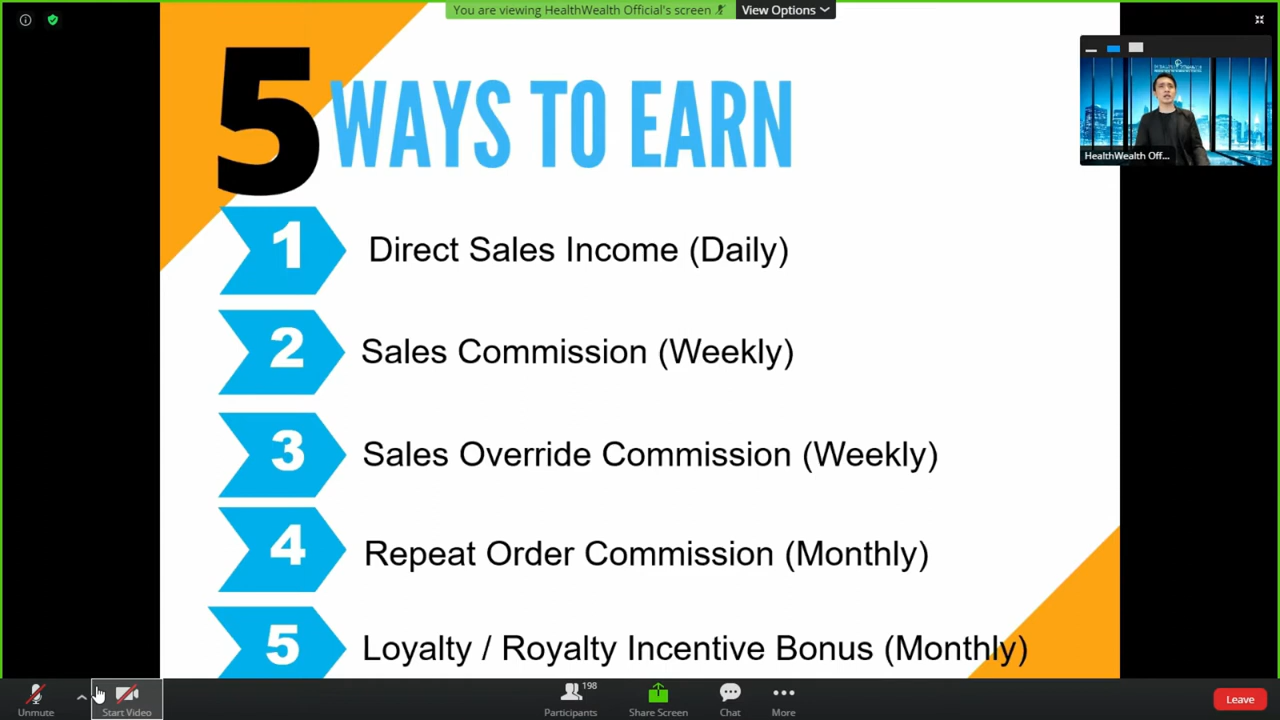 You are viewing HealthWealth Official's screen
View Options
5 WAYS TO EARN
HealthWealth Off...
1 Direct Sales Income (Daily)
2 Sales Commission (Weekly)
3 Sales Override Commission (Weekly)
4 Repeat Order Commission (Monthly)
5 Loyalty / Royalty Incentive Bonus (Monthly)
Unmute
Start Video
Participants 198
Share Screen
Chat
More
Leave